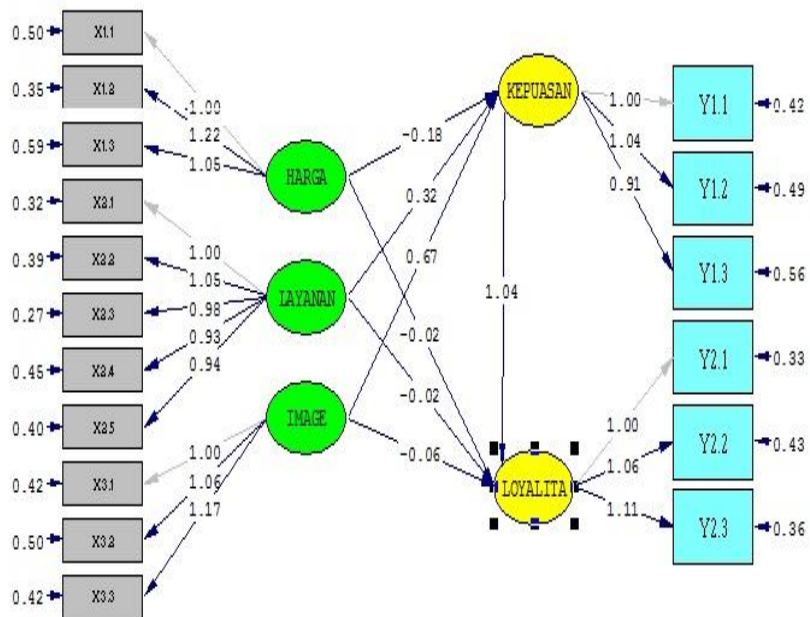 0.50
X1.1
0.35
X1.2
0.59
X1.3
0.32
X2.1
0.39
X2.2
0.27
X2.3
0.45
X2.4
0.40
X2.5
0.42
X3.1
0.50
X3.2
0.42
X3.3
1.00
1.22
1.05
1.00
1.05
0.98
0.93
0.94
1.00
1.06
1.17
HARGA
LAYANAN
IMAGE
-0.18
0.32
0.67
-0.02
-0.02
-0.06
1.04
KEPUASAN
LOYALITA
1.00
1.04
0.91
1.00
1.06
1.11
Y1.1
0.42
Y1.2
0.49
Y1.3
0.56
Y2.1
0.33
Y2.2
0.43
Y2.3
0.36